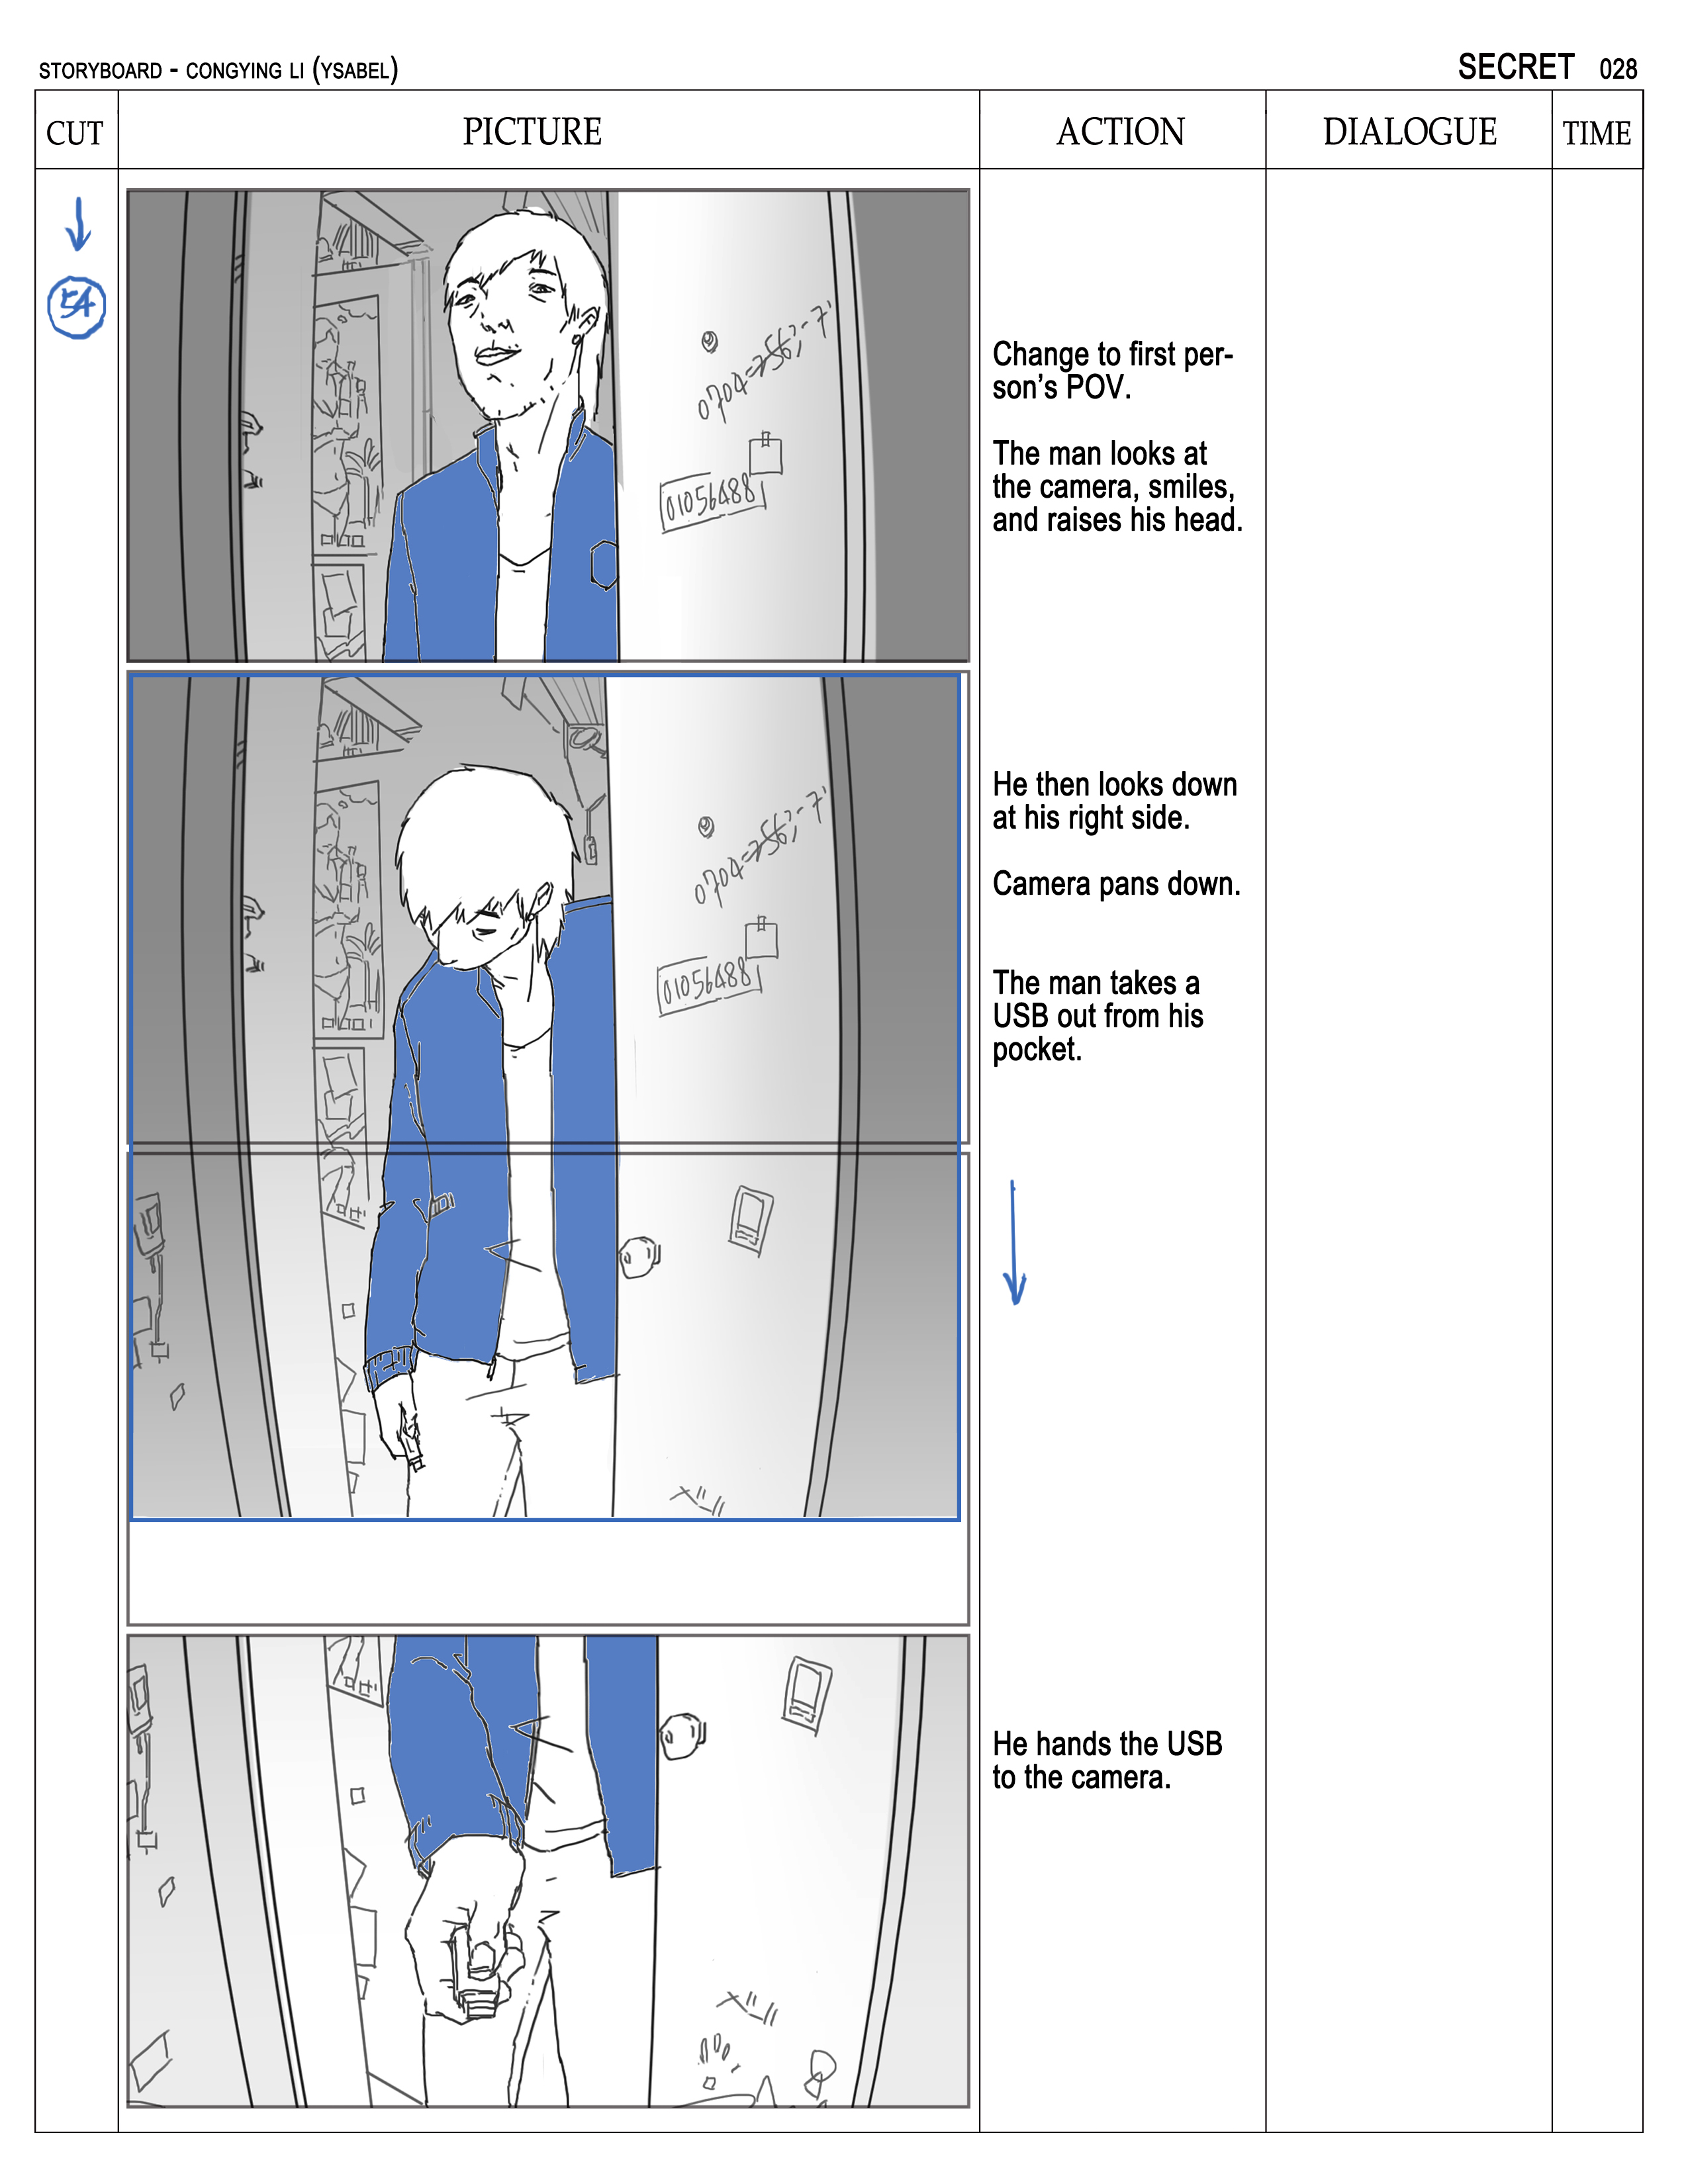 STORYBOARD - CONGYING LI (YSABEL)
SECRET 028
CUT PICTURE ACTION DIALOGUE TIME
54
Change to first per-
son's POV.
The man looks at
the camera, smiles,
and raises his head.
01056488
He then looks down
at his right side.
Camera pans down.
The man takes a
USB out from his
pocket.
01056488
He hands the USB
to the camera.